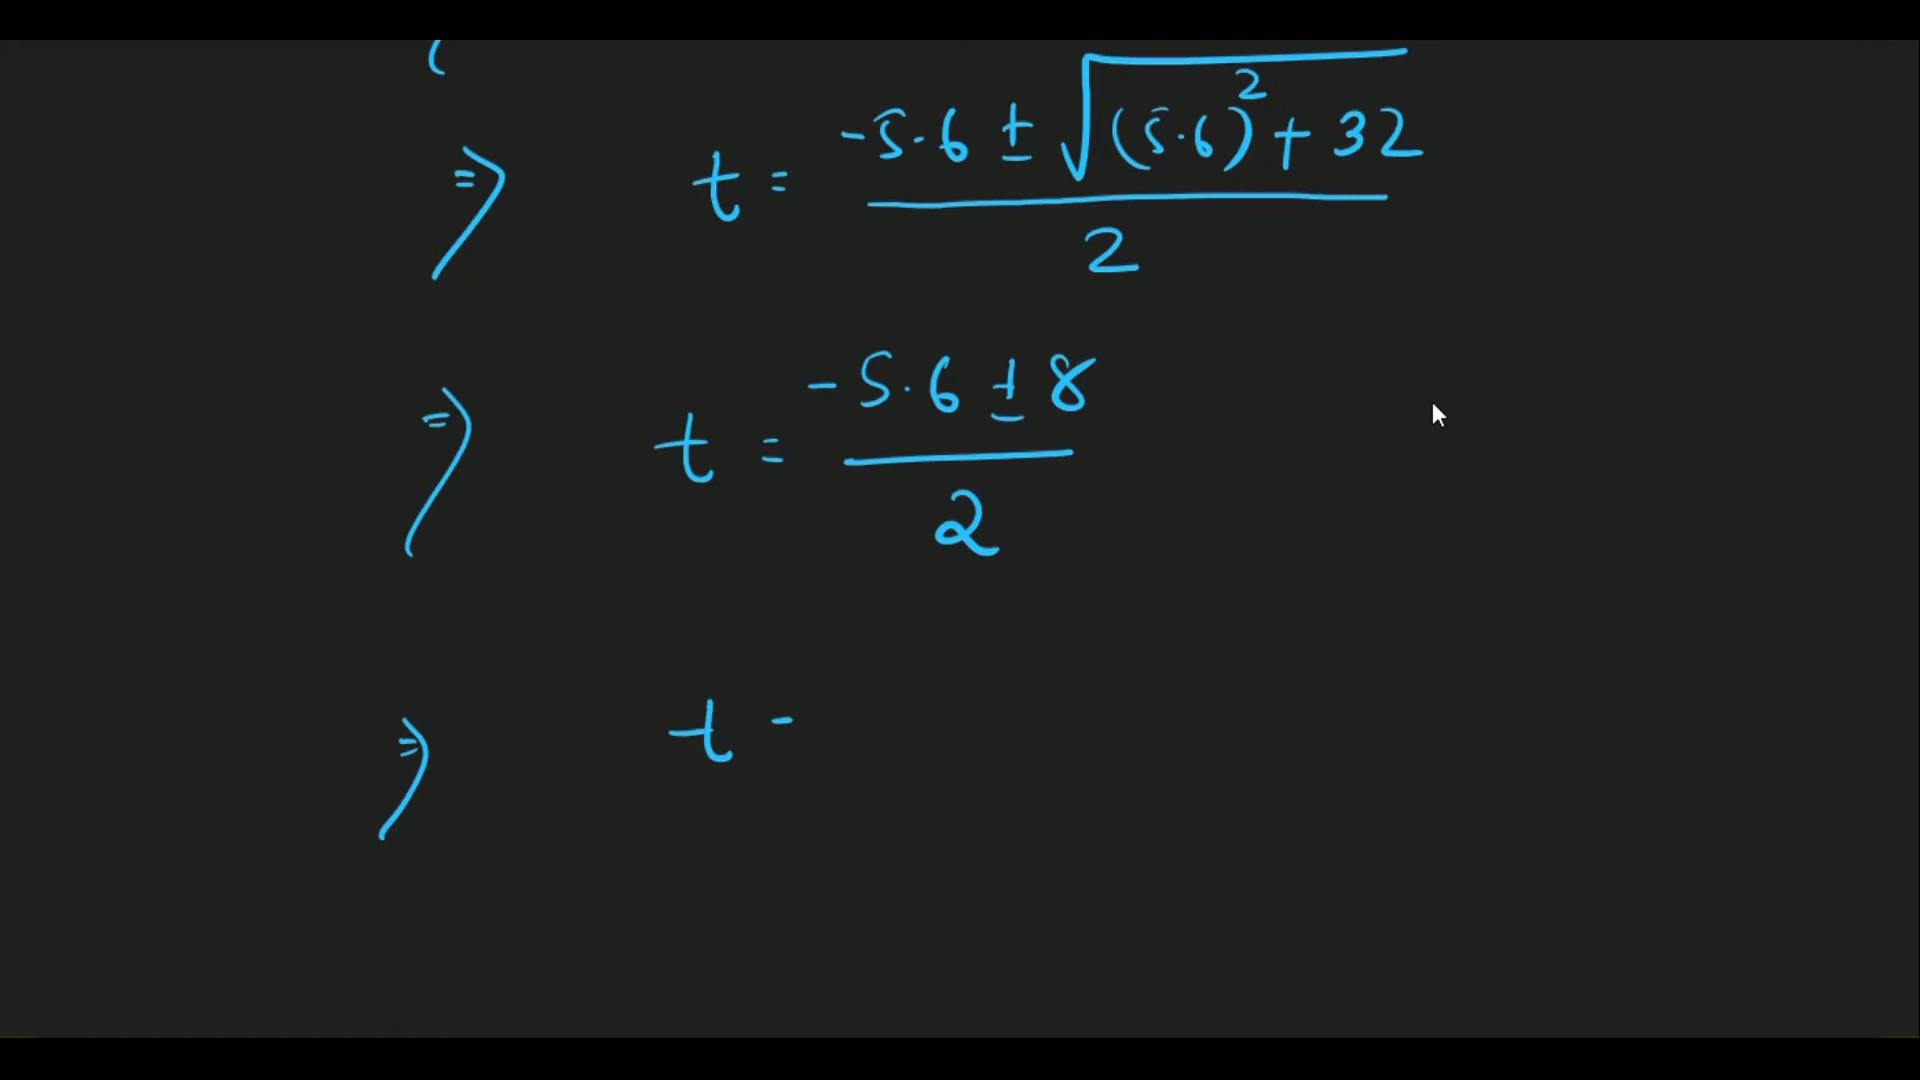 ⇒ t = (-5.6 ± √((5.6)² + 32)) / 2
⇒ t = (-5.6 ± 8) / 2
⇒ t -